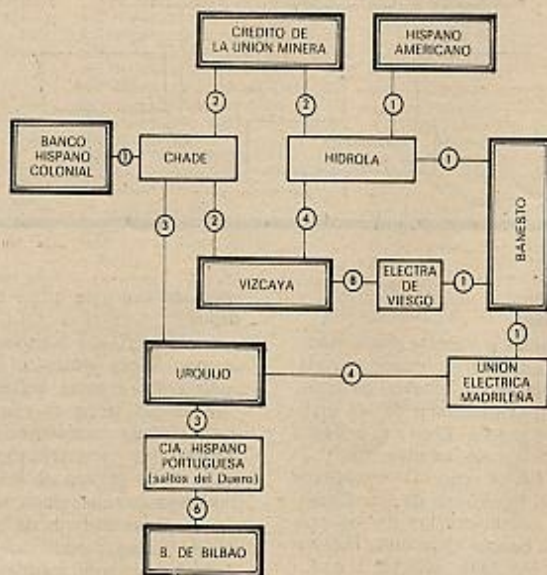 CREDITO DE
LA UNION MINERA
HISPANO
AMERICANO
2
2
1
BANCO
HISPANO
COLONIAL
1
CHADE
HIDROLA
1
3
2
4
BANESTO
VIZCAYA
8
ELECTRA
DE
VIESGO
1
1
URQUIJO
4
UNION
ELECTRICA
MADRILEÑA
3
CIA. HISPANO
PORTUGUESA
(saltos del Duero)
6
B. DE BILBAO